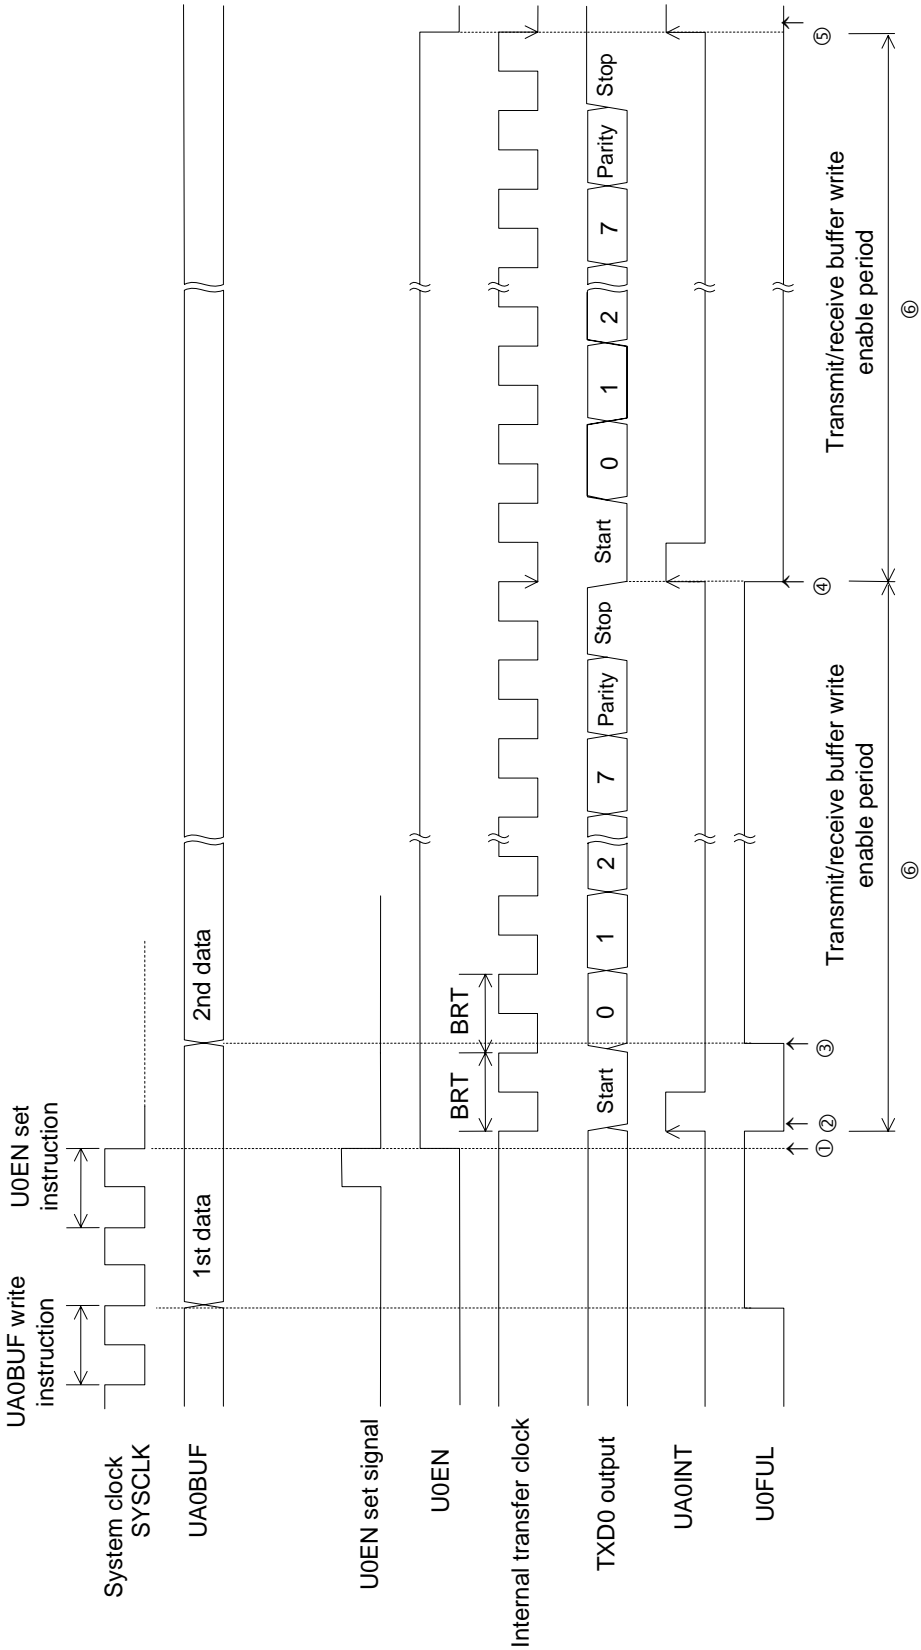 UA0BUF write
instruction
U0EN set
instruction
System clock
SYSCLK
UA0BUF
1st data
2nd data
U0EN set signal
U0EN
BRT
BRT
Internal transfer clock
TXD0 output
Start
0
1
2
7
Parity
Stop
Start
0
1
2
7
Parity
Stop
UA0INT
U0FUL
①
②
③
④
⑤
Transmit/receive buffer write
enable period
⑥
Transmit/receive buffer write
enable period
⑥